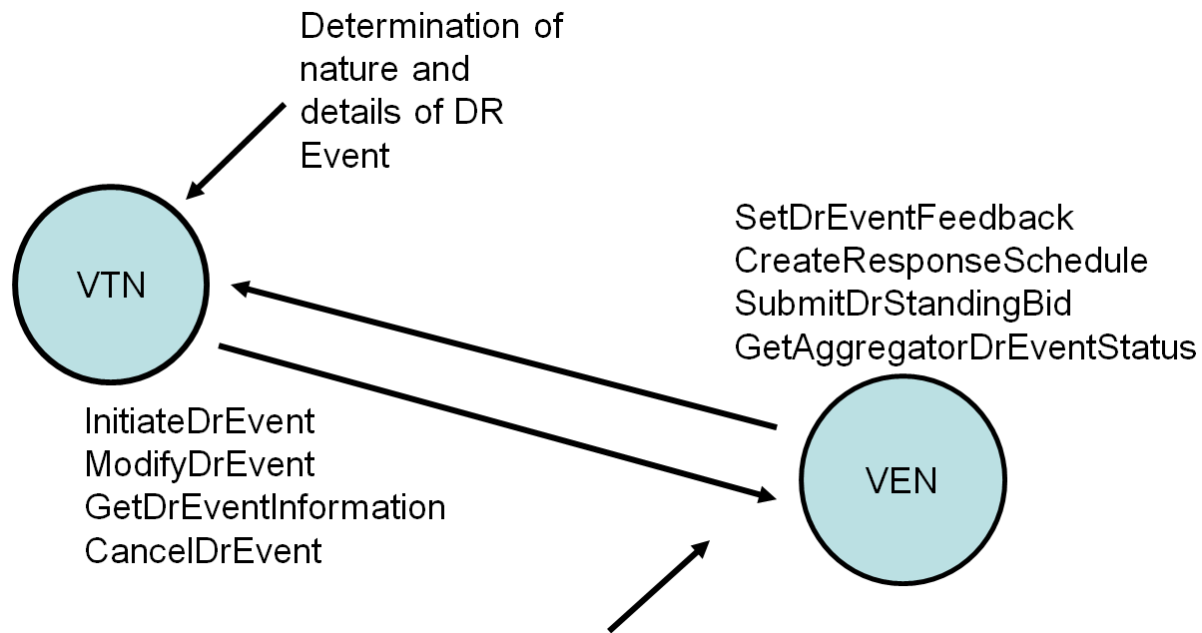 Determination of
nature and
details of DR
Event
VTN
SetDrEventFeedback
CreateResponseSchedule
SubmitDrStandingBid
GetAggregatorDrEventStatus
InitiateDrEvent
ModifyDrEvent
GetDrEventInformation
CancelDrEvent
VEN